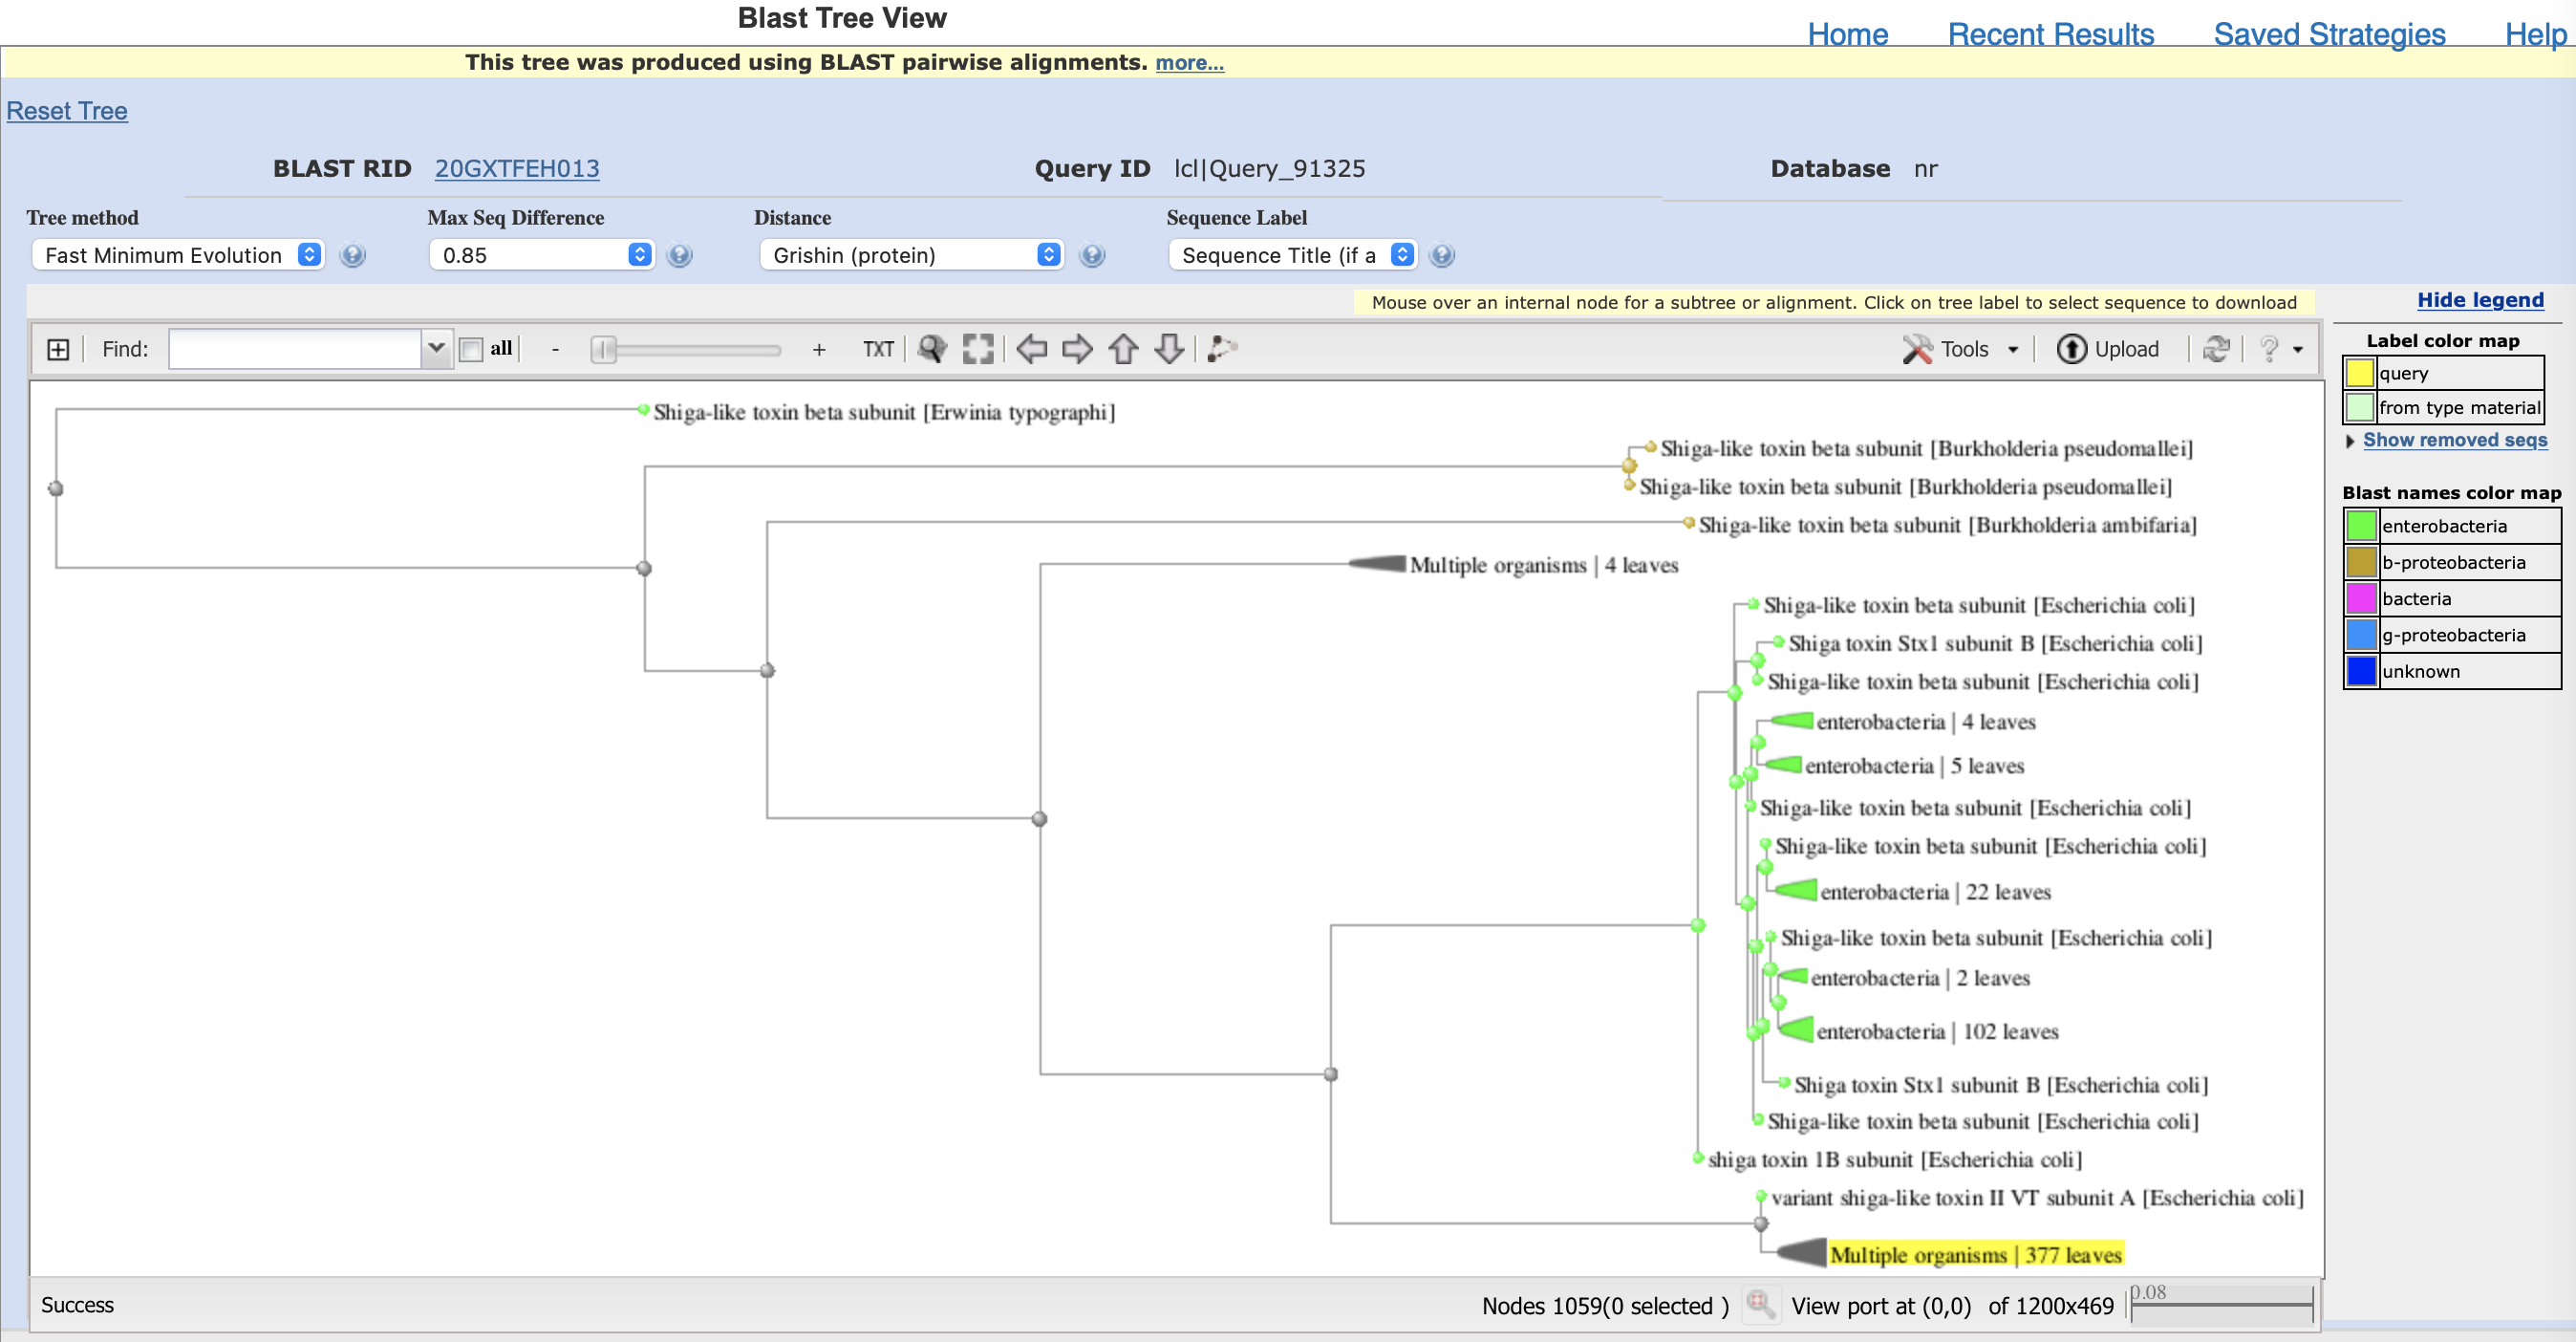 Blast Tree View
Home Recent Results Saved Strategies Help
This tree was produced using BLAST pairwise alignments. more...
Reset Tree
BLAST RID 20GXTFEH013 Query ID lcl|Query_91325 Database nr
Tree method Max Seq Difference Distance Sequence Label
Fast Minimum Evolution ? 0.85 ? Grishin (protein) ? Sequence Title (if a ?
Mouse over an internal node for a subtree or alignment. Click on tree label to select sequence to download
Hide legend
Find: all - + TXT Tools Upload ?
Label color map
query
from type material
Show removed seqs
Blast names color map
enterobacteria
b-proteobacteria
bacteria
g-proteobacteria
unknown
Shiga-like toxin beta subunit [Erwinia typographi]
Shiga-like toxin beta subunit [Burkholderia pseudomallei]
Shiga-like toxin beta subunit [Burkholderia pseudomallei]
Shiga-like toxin beta subunit [Burkholderia ambifaria]
Multiple organisms | 4 leaves
Shiga-like toxin beta subunit [Escherichia coli]
Shiga toxin Stx1 subunit B [Escherichia coli]
Shiga-like toxin beta subunit [Escherichia coli]
enterobacteria | 4 leaves
enterobacteria | 5 leaves
Shiga-like toxin beta subunit [Escherichia coli]
Shiga-like toxin beta subunit [Escherichia coli]
enterobacteria | 22 leaves
Shiga-like toxin beta subunit [Escherichia coli]
enterobacteria | 2 leaves
enterobacteria | 102 leaves
Shiga toxin Stx1 subunit B [Escherichia coli]
Shiga-like toxin beta subunit [Escherichia coli]
shiga toxin 1B subunit [Escherichia coli]
variant shiga-like toxin II VT subunit A [Escherichia coli]
Multiple organisms | 377 leaves
Success Nodes 1059(0 selected ) View port at (0,0) of 1200x469 0.08